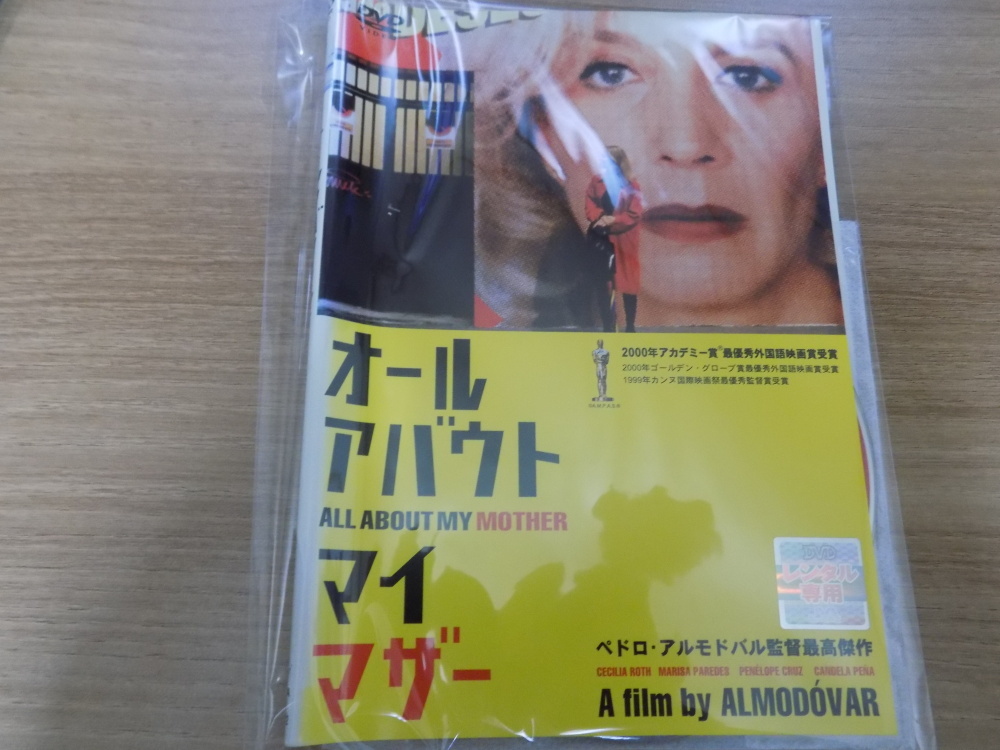 DVD
VIDEO
オール
アバウト
ALL ABOUT MY MOTHER
マイ
マザー
2000年アカデミー賞®最優秀外国語映画賞受賞
2000年ゴールデン・グローブ賞最優秀外国語映画賞受賞
1999年カンヌ国際映画祭最優秀監督賞受賞
DVD
レンタル
専用
ペドロ・アルモドバル監督最高傑作
CECILIA ROTH MARISA PAREDES PENÉLOPE CRUZ CANDELA PEÑA
A film by ALMODÓVAR